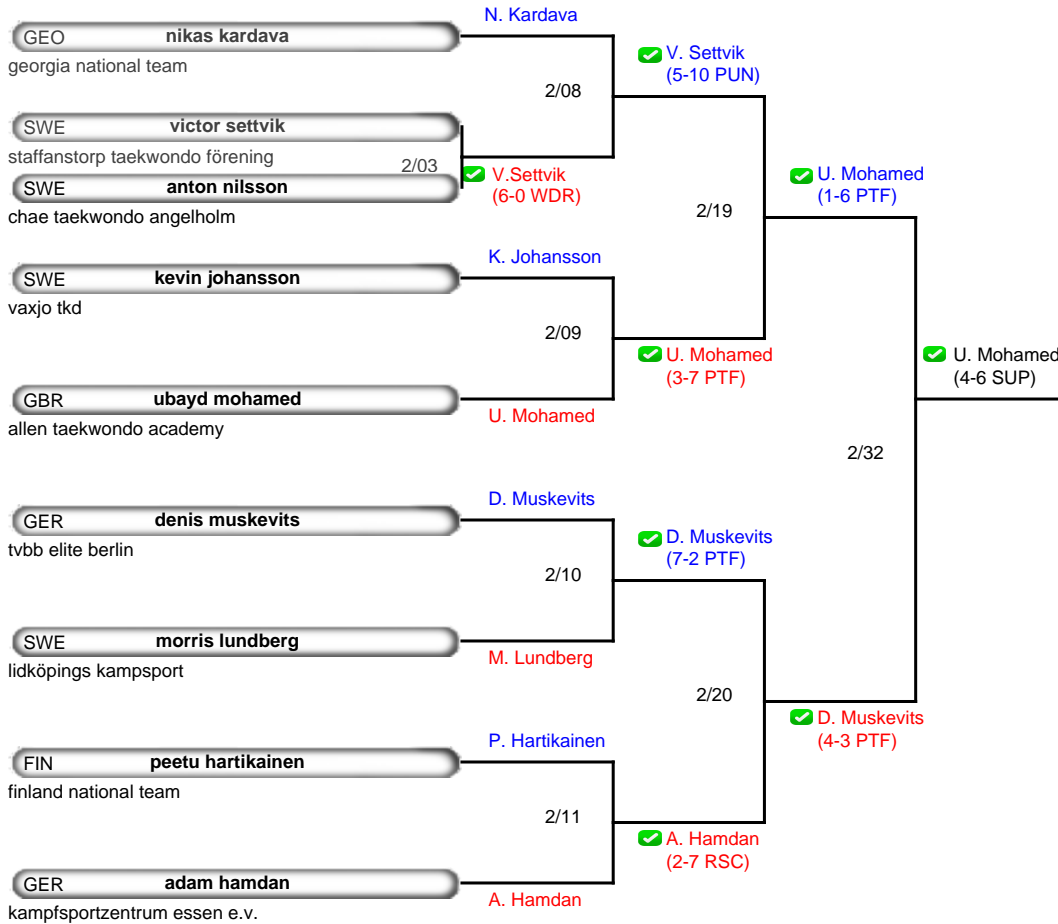 N. Kardava
GEO nikas kardava
georgia national team
V. Settvik
(5-10 PUN)
2/08
SWE victor settvik
staffanstorp taekwondo förening
2/03
V.Settvik
(6-0 WDR)
SWE anton nilsson
chae taekwondo angelholm
U. Mohamed
(1-6 PTF)
2/19
K. Johansson
SWE kevin johansson
vaxjo tkd
2/09
U. Mohamed
(3-7 PTF)
U. Mohamed
(4-6 SUP)
GBR ubayd mohamed
allen taekwondo academy
U. Mohamed
2/32
D. Muskevits
GER denis muskevits
tvbb elite berlin
D. Muskevits
(7-2 PTF)
2/10
SWE morris lundberg
lidköpings kampsport
M. Lundberg
2/20
D. Muskevits
(4-3 PTF)
P. Hartikainen
FIN peetu hartikainen
finland national team
2/11
A. Hamdan
(2-7 RSC)
GER adam hamdan
kampfsportzentrum essen e.v.
A. Hamdan